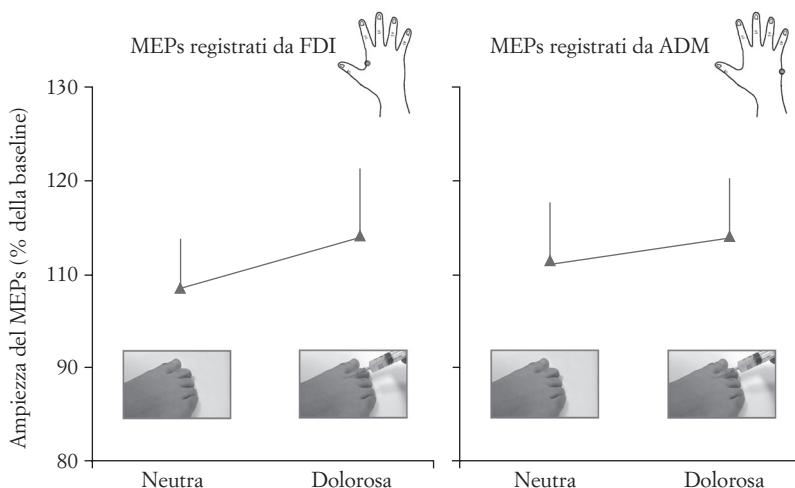 MEPs registrati da FDI
MEPs registrati da ADM
Ampiezza del MEPs (% della baseline)
130
120
110
90
80
Neutra
Dolorosa
Neutra
Dolorosa